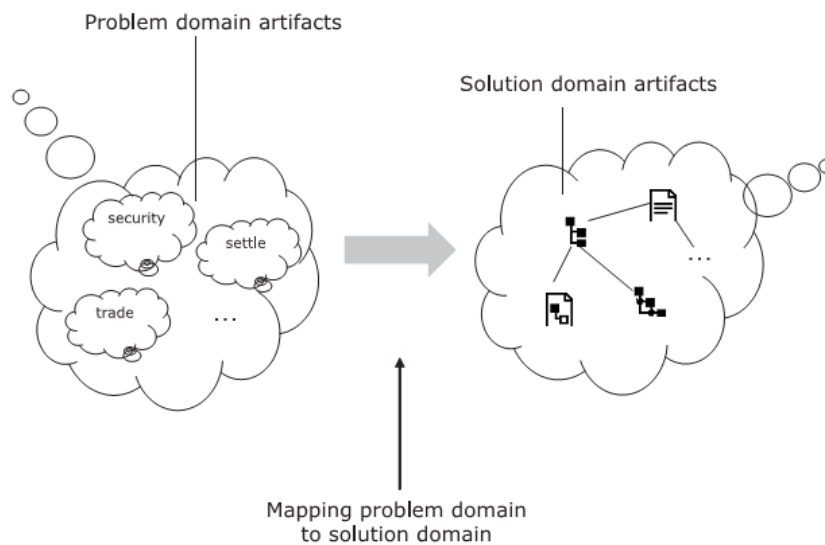 Problem domain artifacts
Solution domain artifacts
security
settle
trade
...
...
Mapping problem domain
to solution domain